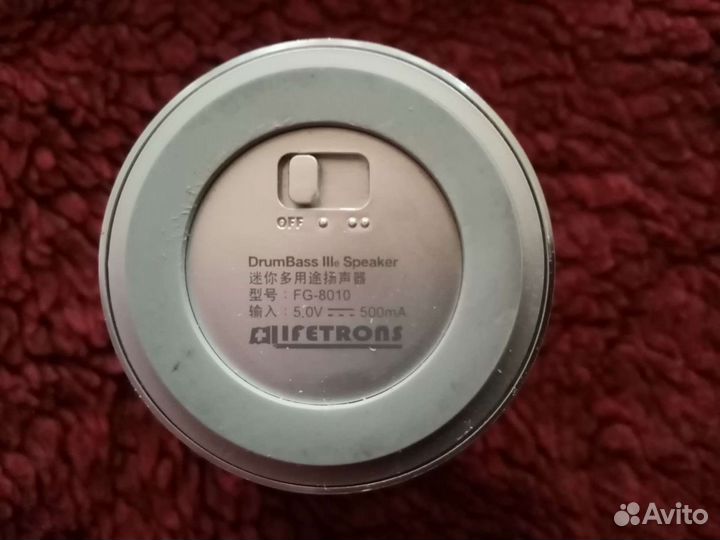 OFF
DrumBass IIIe Speaker
迷你多用途扬声器
型号：FG-8010
输入：5.0V 500mA
LIFETRONS
Avito